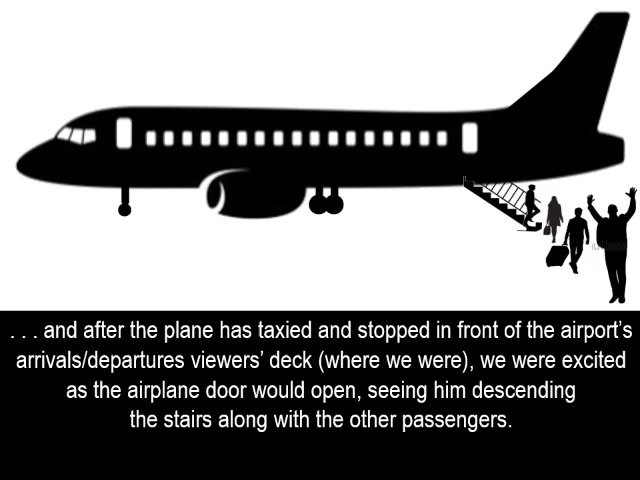 . . . and after the plane has taxied and stopped in front of the airport’s
arrivals/departures viewers’ deck (where we were), we were excited
as the airplane door would open, seeing him descending
the stairs along with the other passengers.